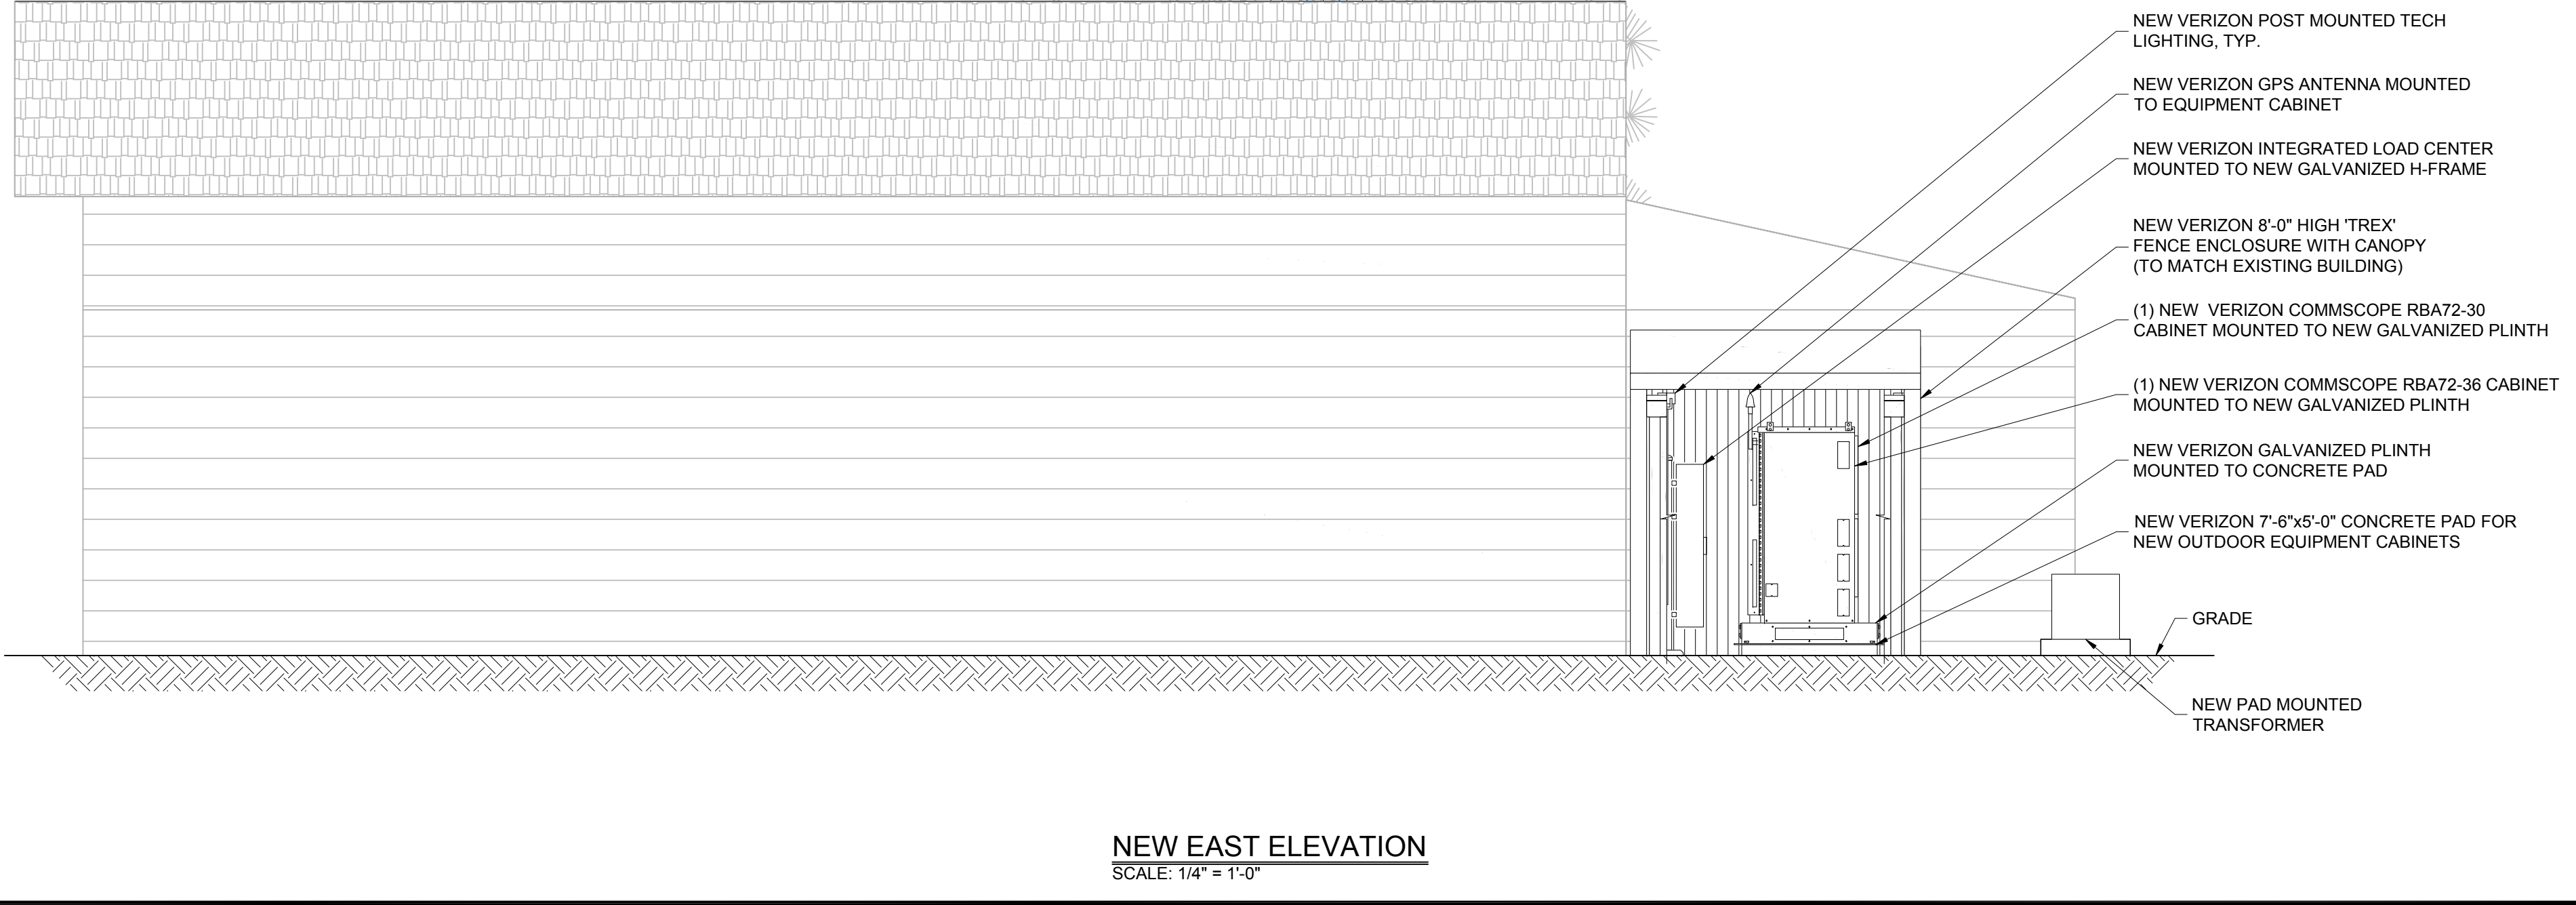 NEW VERIZON POST MOUNTED TECH
LIGHTING, TYP.
NEW VERIZON GPS ANTENNA MOUNTED
TO EQUIPMENT CABINET
NEW VERIZON INTEGRATED LOAD CENTER
MOUNTED TO NEW GALVANIZED H-FRAME
NEW VERIZON 8'-0" HIGH 'TREX'
FENCE ENCLOSURE WITH CANOPY
(TO MATCH EXISTING BUILDING)
(1) NEW VERIZON COMMSCOPE RBA72-30
CABINET MOUNTED TO NEW GALVANIZED PLINTH
(1) NEW VERIZON COMMSCOPE RBA72-36 CABINET
MOUNTED TO NEW GALVANIZED PLINTH
NEW VERIZON GALVANIZED PLINTH
MOUNTED TO CONCRETE PAD
NEW VERIZON 7'-6"x5'-0" CONCRETE PAD FOR
NEW OUTDOOR EQUIPMENT CABINETS
GRADE
NEW PAD MOUNTED
TRANSFORMER
NEW EAST ELEVATION
SCALE: 1/4" = 1'-0"